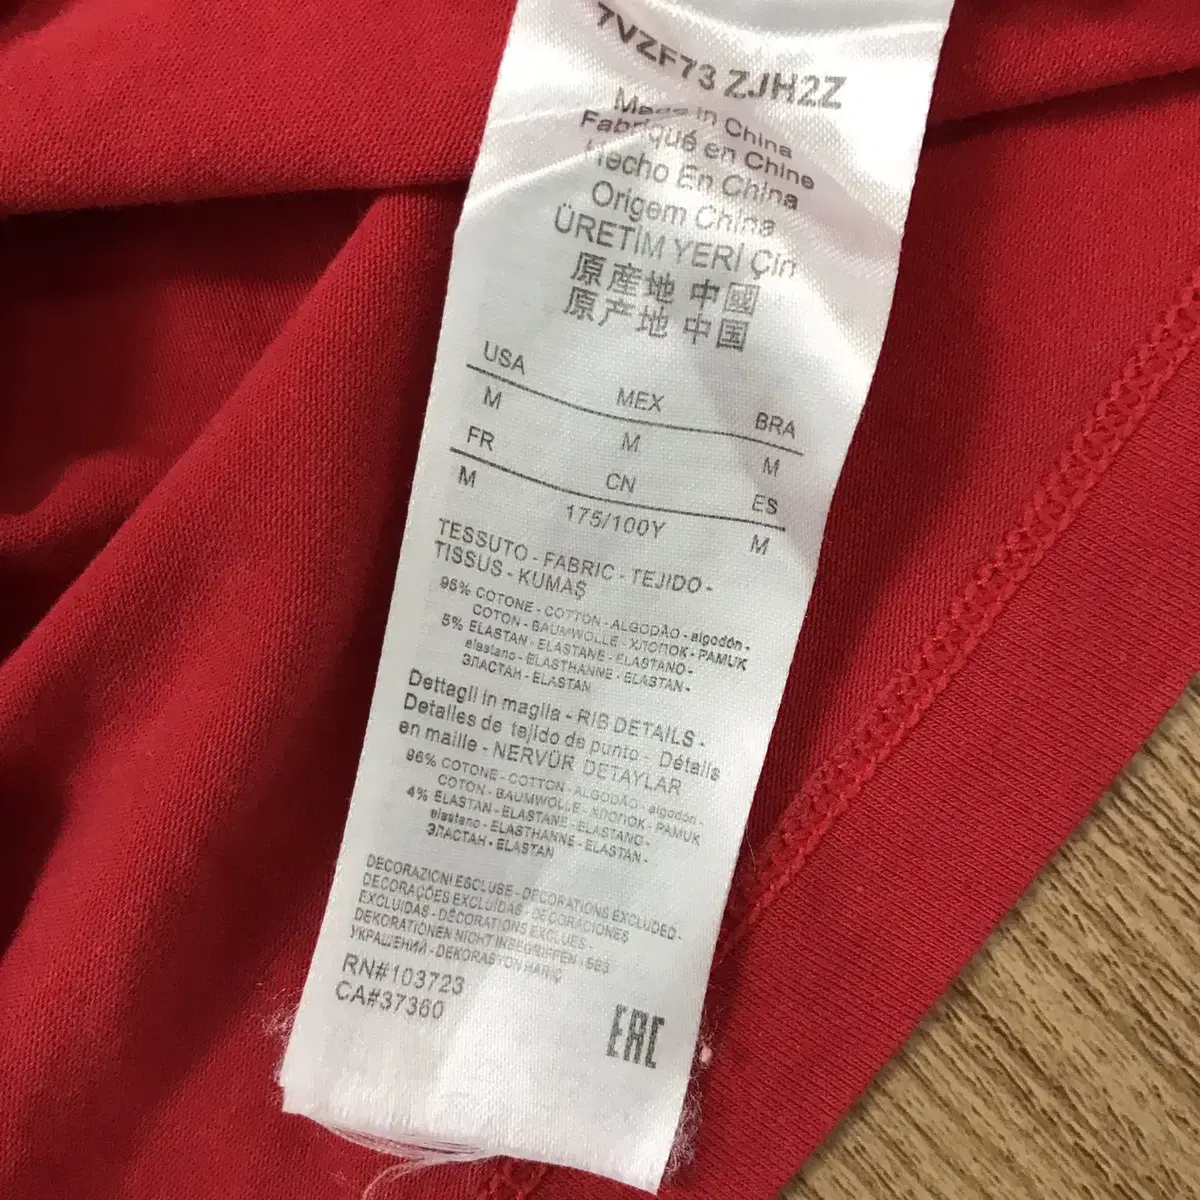 7VZF73 ZJH2Z
Made in China
Fabriqué en Chine
Hecho En China
Origem China
ÜRETİM YERİ Çin
原産地 中國
原产地 中国
USA MEX BRA
M M M
FR CN ES
M 175/100Y M
TESSUTO - FABRIC - TEJIDO -
TISSUS - KUMAŞ
95% COTONE - COTTON - ALGODÃO - algodón -
COTON - BAUMWOLLE - ХЛОПОК - PAMUK
5% ELASTAN - ELASTANE - ELASTANO -
elastano - ELASTHANNE - ELASTAN -
ЭЛАСТАН - ELASTAN
Dettagli in maglia - RIB DETAILS -
Detalles de tejido de punto - Détails
en maille - NERVÜR DETAYLAR
96% COTONE - COTTON - ALGODÃO - algodón -
COTON - BAUMWOLLE - ХЛОПОК - PAMUK
4% ELASTAN - ELASTANE - ELASTANO -
elastano - ELASTHANNE - ELASTAN -
ЭЛАСТАН - ELASTAN
DECORAZIONI ESCLUSE - DECORATIONS EXCLUDED -
DECORAÇÕES EXCLUÍDAS - DECORACIONES
EXCLUIDAS - DÉCORATIONS EXCLUES -
DEKORATIONEN NICHT INBEGRIFFEN - БЕЗ
УКРАШЕНИЙ - DEKORASYON HARİÇ
RN#103723
CA#37360
EAC